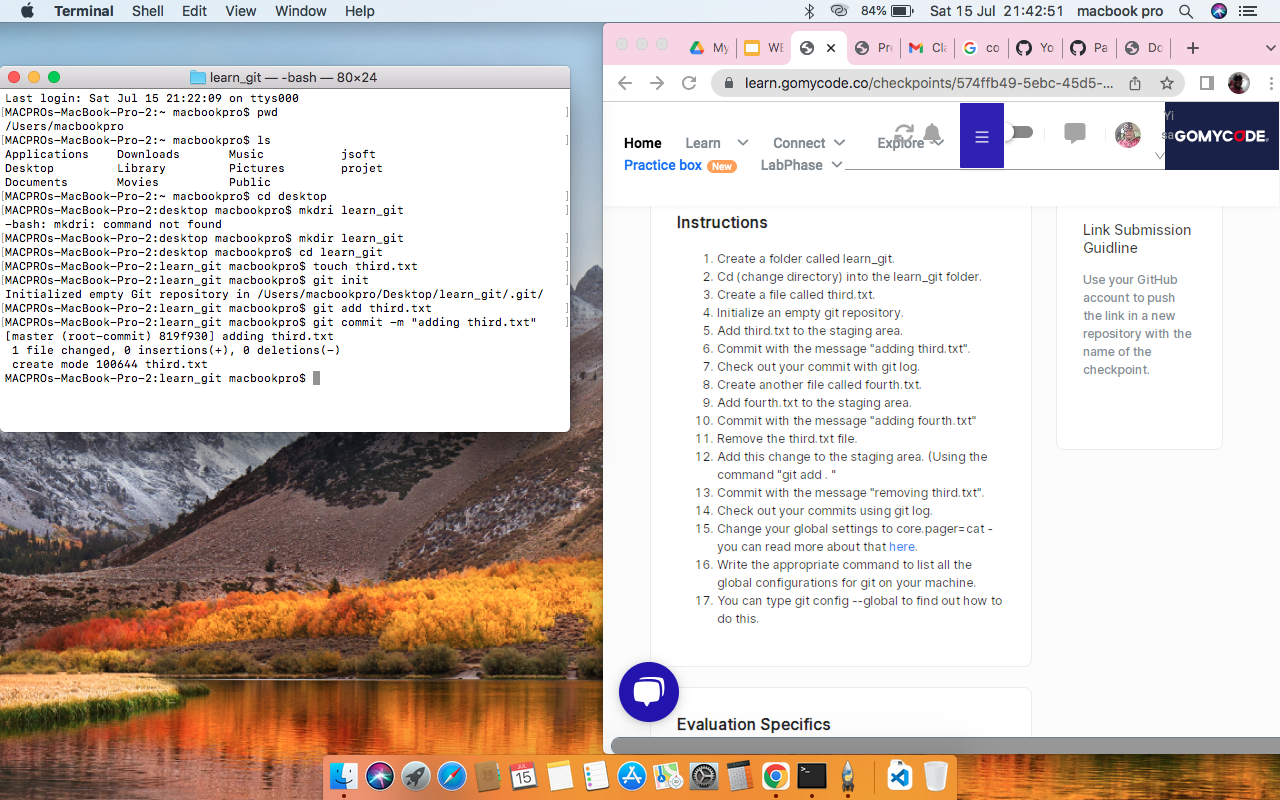 Terminal Shell Edit View Window Help 84% Sat 15 Jul 21:42:51 macbook pro
learn_git — -bash — 80×24
Last login: Sat Jul 15 21:22:09 on ttys000
[MACPROs-MacBook-Pro-2:~ macbookpro$ pwd ]
/Users/macbookpro
[MACPROs-MacBook-Pro-2:~ macbookpro$ ls ]
Applications Downloads Music jsoft
Desktop Library Pictures projet
Documents Movies Public
[MACPROs-MacBook-Pro-2:~ macbookpro$ cd desktop ]
[MACPROs-MacBook-Pro-2:desktop macbookpro$ mkdri learn_git ]
-bash: mkdri: command not found
[MACPROs-MacBook-Pro-2:desktop macbookpro$ mkdir learn_git ]
[MACPROs-MacBook-Pro-2:desktop macbookpro$ cd learn_git ]
[MACPROs-MacBook-Pro-2:learn_git macbookpro$ touch third.txt ]
[MACPROs-MacBook-Pro-2:learn_git macbookpro$ git init ]
Initialized empty Git repository in /Users/macbookpro/Desktop/learn_git/.git/
[MACPROs-MacBook-Pro-2:learn_git macbookpro$ git add third.txt ]
[MACPROs-MacBook-Pro-2:learn_git macbookpro$ git commit -m "adding third.txt" ]
[master (root-commit) 819f930] adding third.txt
1 file changed, 0 insertions(+), 0 deletions(-)
create mode 100644 third.txt
MACPROs-MacBook-Pro-2:learn_git macbookpro$
My WE Pr Cl co Yo Pa Do
learn.gomycode.co/checkpoints/574ffb49-5ebc-45d5-...
Home Learn Connect Explore
Yi
sa
GOMYCODE
Practice box New LabPhase
Instructions
1. Create a folder called learn_git.
2. Cd (change directory) into the learn_git folder.
3. Create a file called third.txt.
4. Initialize an empty git repository.
5. Add third.txt to the staging area.
6. Commit with the message "adding third.txt".
7. Check out your commit with git log.
8. Create another file called fourth.txt.
9. Add fourth.txt to the staging area.
10. Commit with the message "adding fourth.txt"
11. Remove the third.txt file.
12. Add this change to the staging area. (Using the
command "git add . "
13. Commit with the message "removing third.txt".
14. Check out your commits using git log.
15. Change your global settings to core.pager=cat -
you can read more about that here.
16. Write the appropriate command to list all the
global configurations for git on your machine.
17. You can type git config --global to find out how to
do this.
Link Submission
Guidline
Use your GitHub
account to push
the link in a new
repository with the
name of the
checkpoint.
Evaluation Specifics
JUL
15